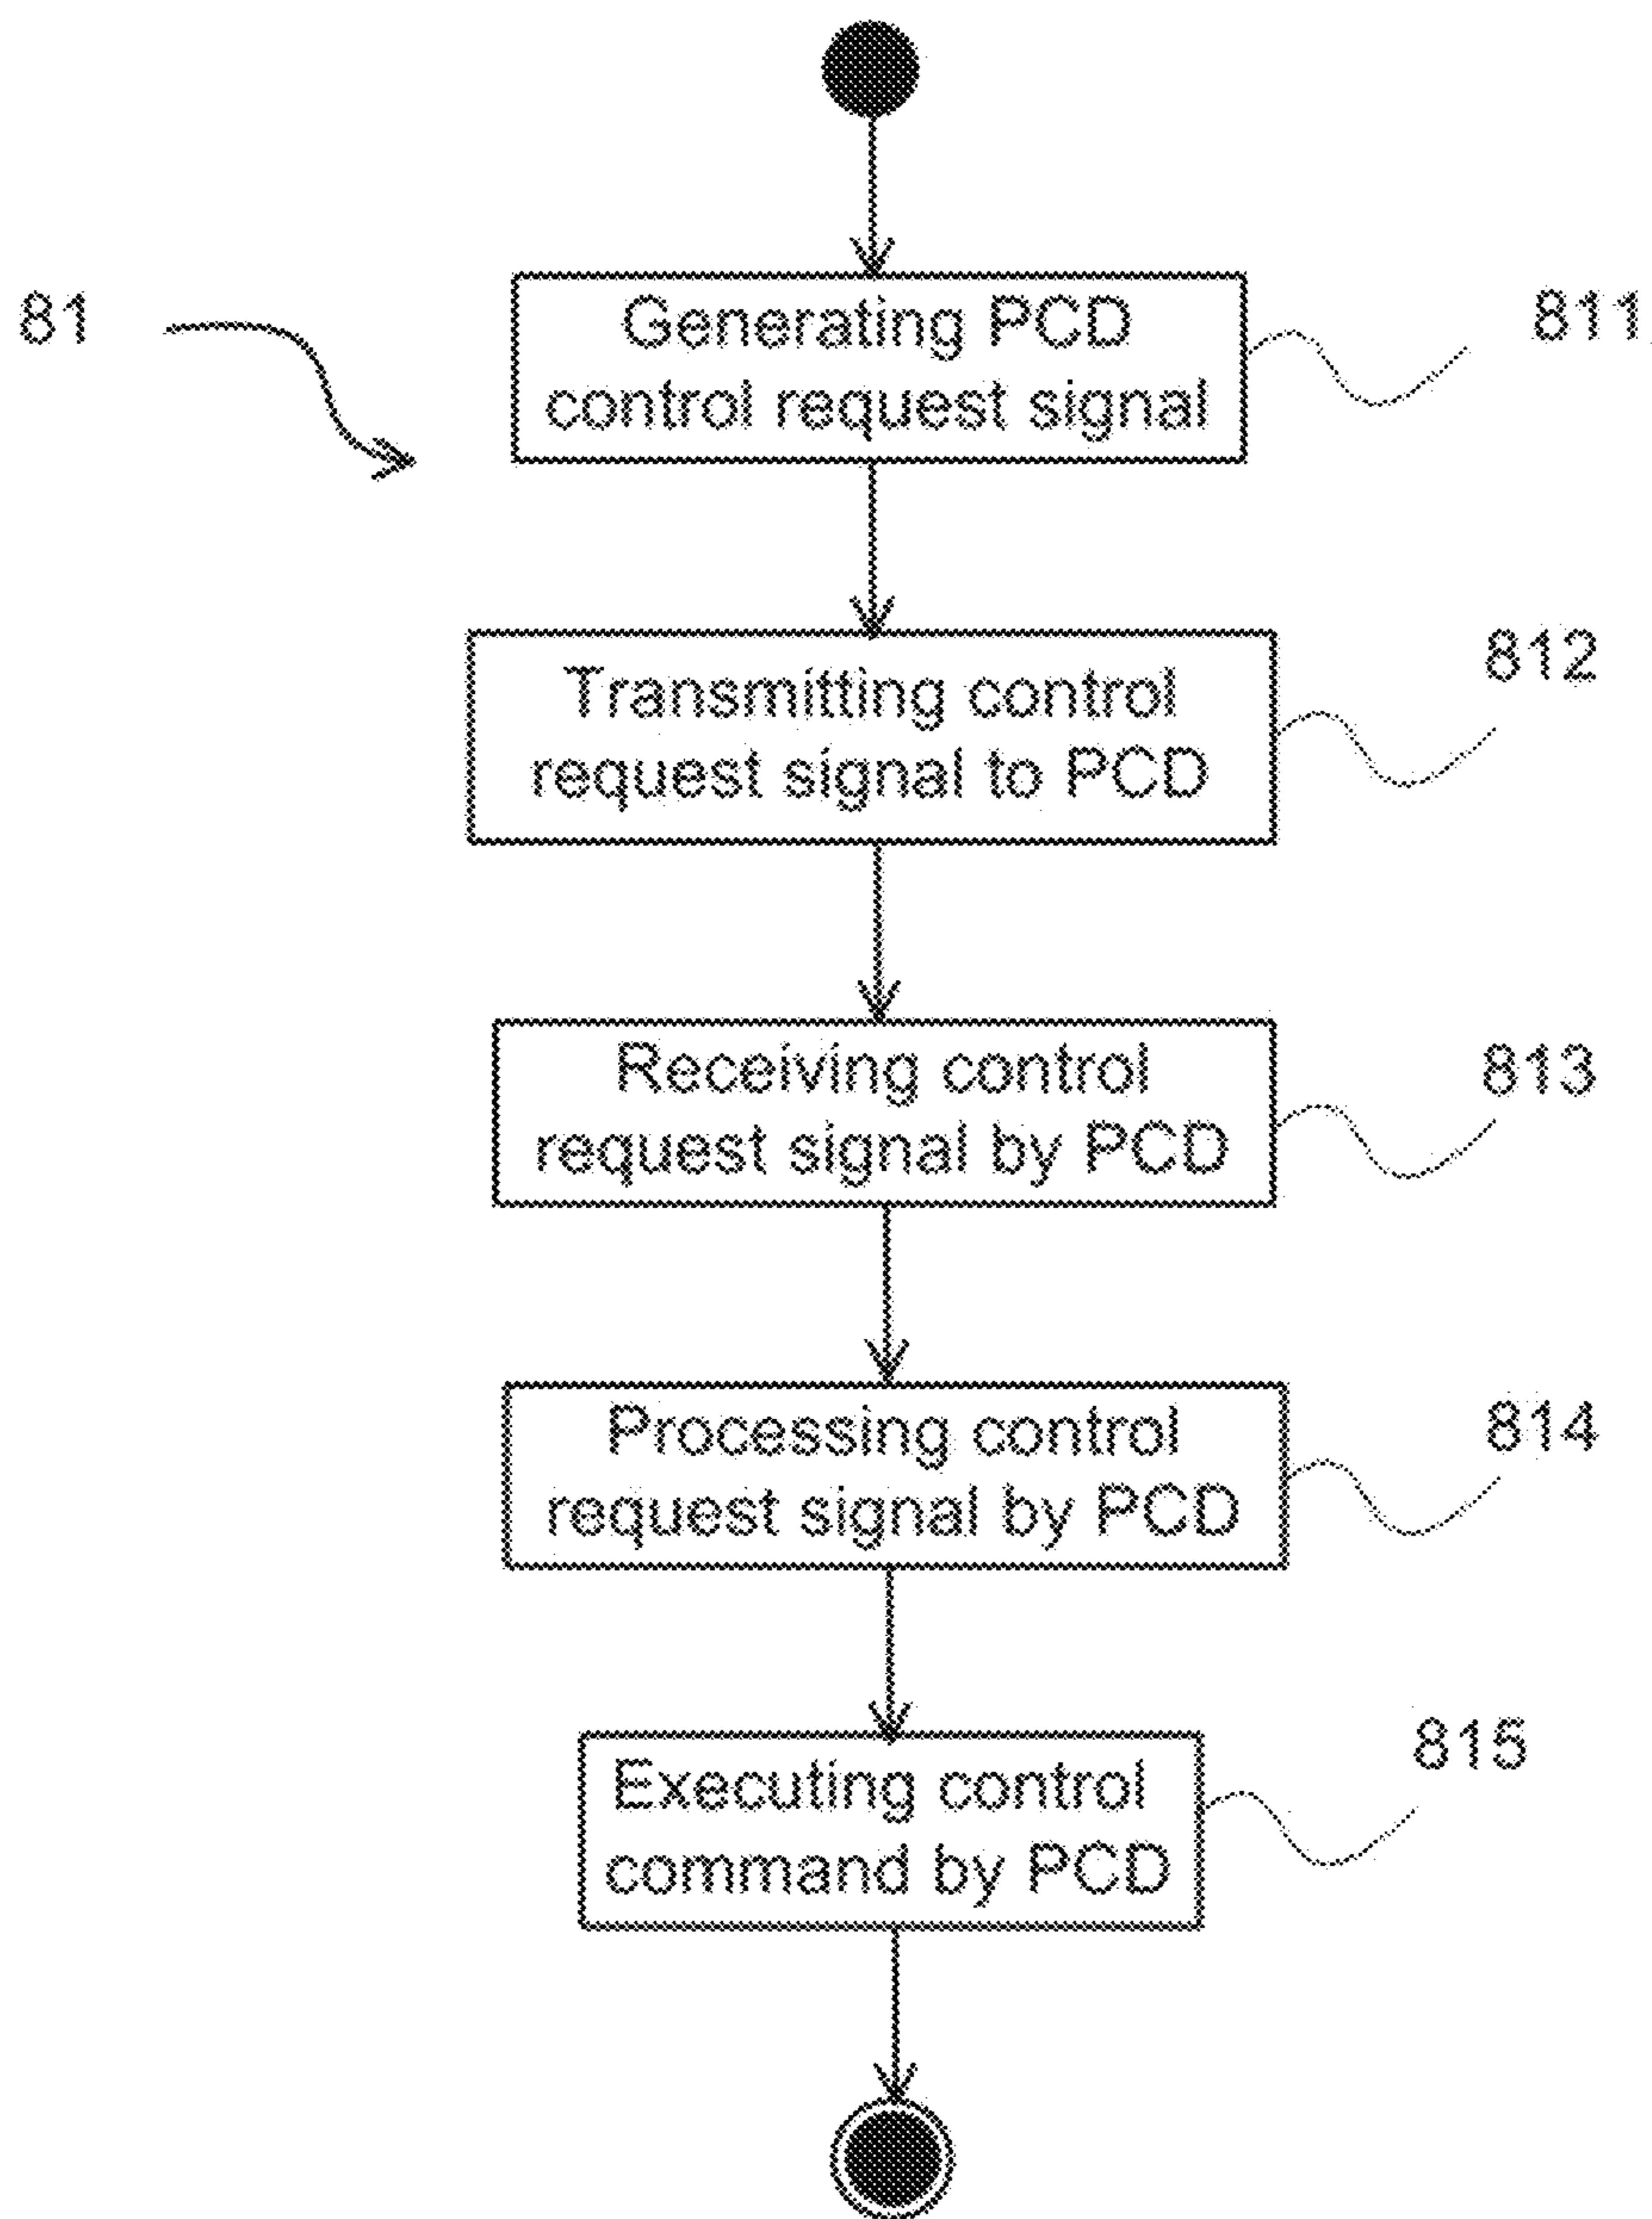 81
Generating PCD
control request signal
811
Transmitting control
request signal to PCD
812
Receiving control
request signal by PCD
813
Processing control
request signal by PCD
814
Executing control
command by PCD
815